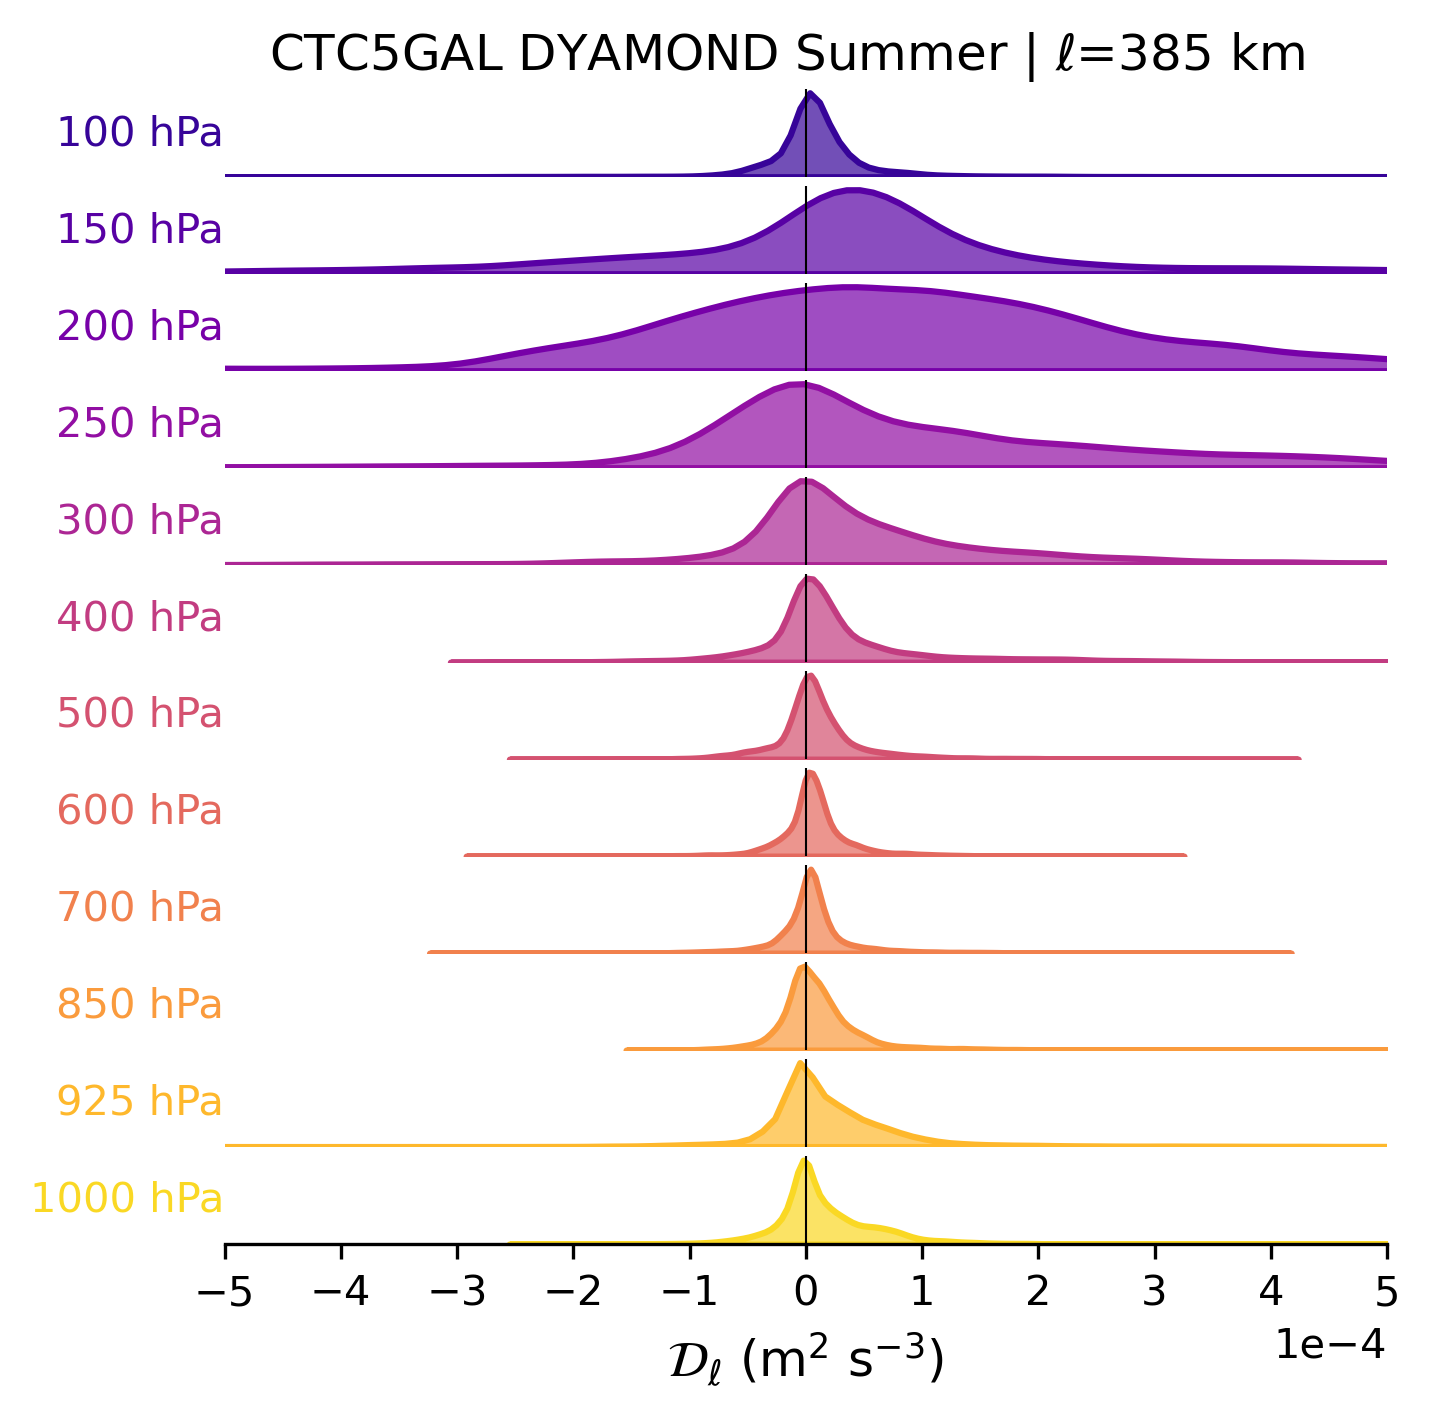 CTC5GAL DYAMOND Summer | ℓ=385 km
100 hPa
150 hPa
200 hPa
250 hPa
300 hPa
400 hPa
500 hPa
600 hPa
700 hPa
850 hPa
925 hPa
1000 hPa
−5 −4 −3 −2 −1 0 1 2 3 4 5
1e−4
𝒟ℓ (m² s⁻³)